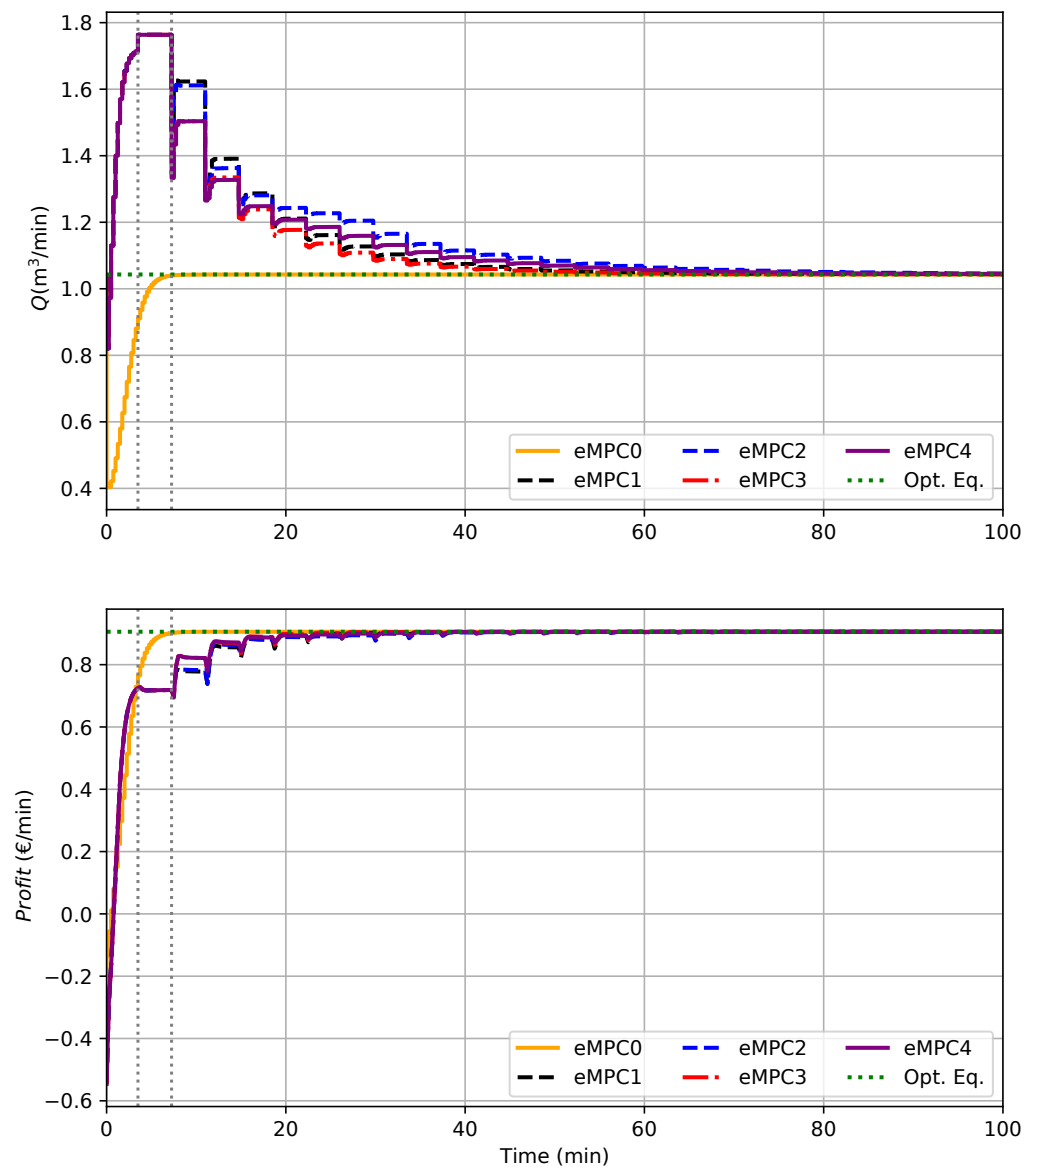 1.8
1.6
1.4
1.2
1.0
0.8
0.6
0.4
Q(m³/min)
eMPC0 eMPC2 eMPC4
eMPC1 eMPC3 Opt. Eq.
0 20 40 60 80 100
0.8
0.6
0.4
0.2
0.0
−0.2
−0.4
−0.6
Profit (€/min)
eMPC0 eMPC2 eMPC4
eMPC1 eMPC3 Opt. Eq.
0 20 40 60 80 100
Time (min)